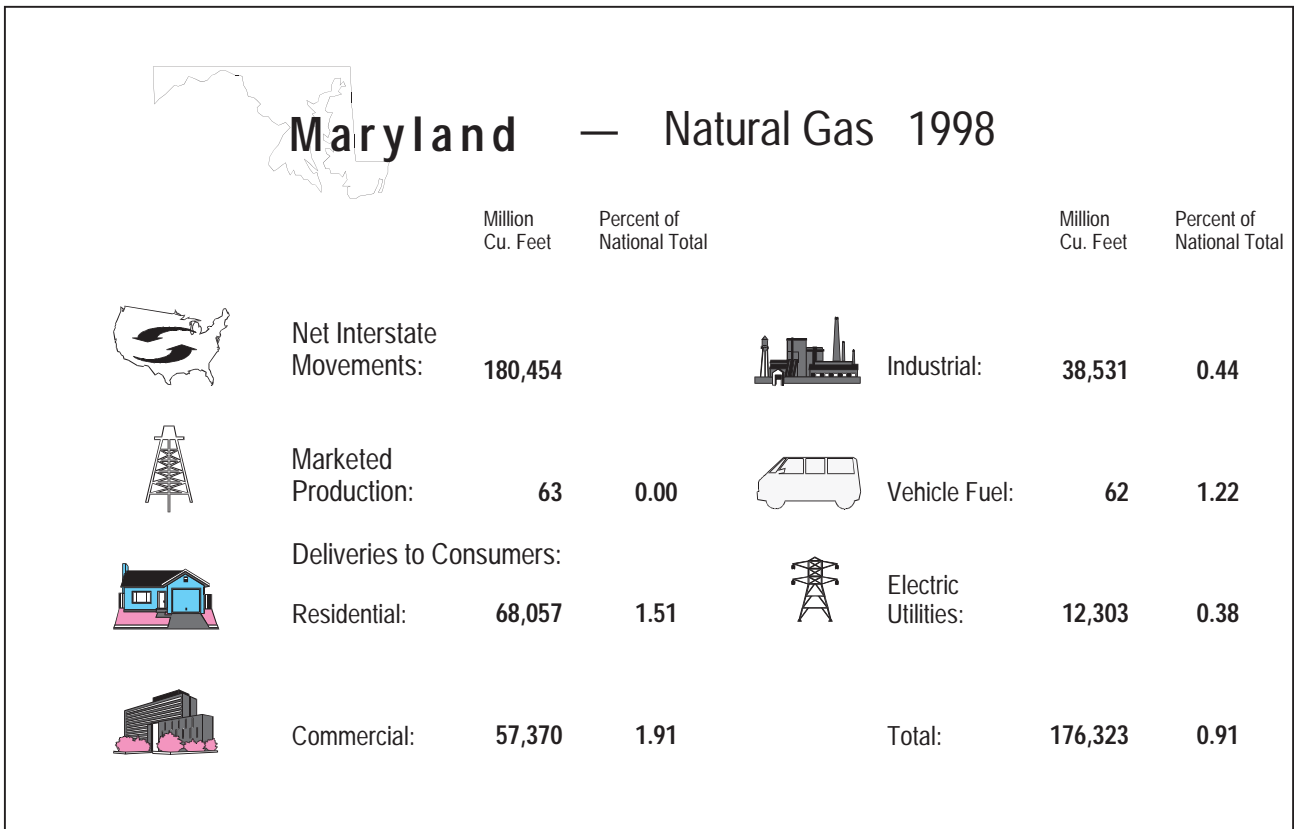 Maryland — Natural Gas 1998
Million Cu. Feet
Percent of National Total
Million Cu. Feet
Percent of National Total
Net Interstate
Movements: 180,454
Marketed
Production: 63 0.00
Deliveries to Consumers:
Residential: 68,057 1.51
Commercial: 57,370 1.91
Industrial: 38,531 0.44
Vehicle Fuel: 62 1.22
Electric
Utilities: 12,303 0.38
Total: 176,323 0.91